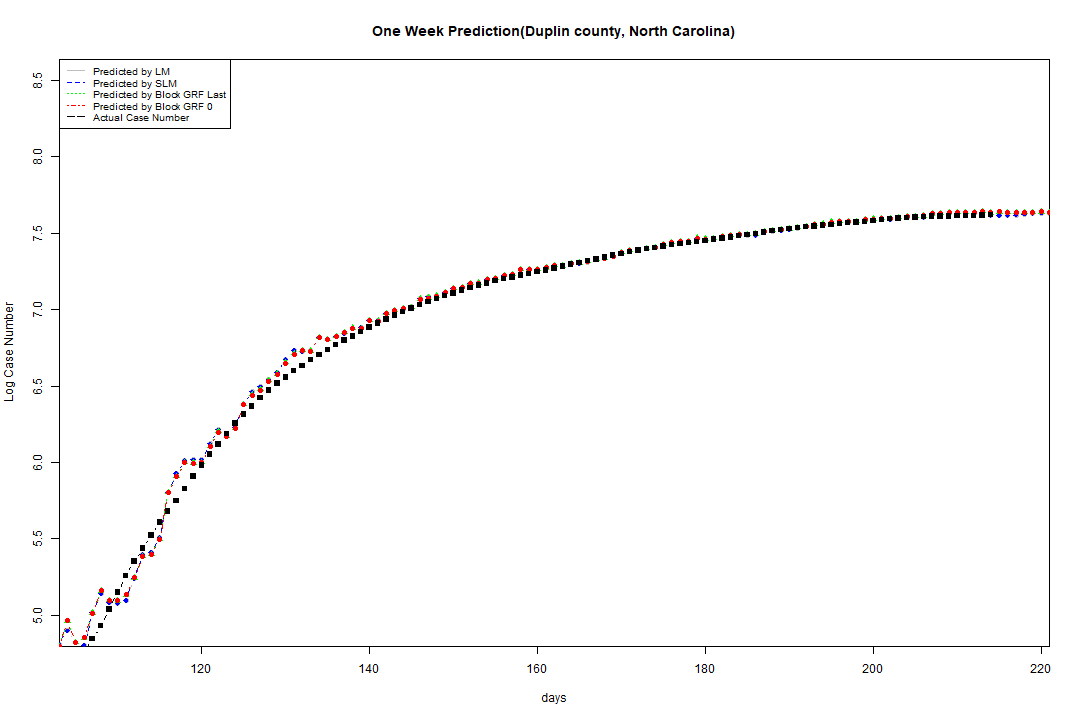 One Week Prediction(Duplin county, North Carolina)
Predicted by LM
Predicted by SLM
Predicted by Block GRF Last
Predicted by Block GRF 0
Actual Case Number
8.5
8.0
7.5
7.0
6.5
6.0
5.5
5.0
Log Case Number
120 140 160 180 200 220
days